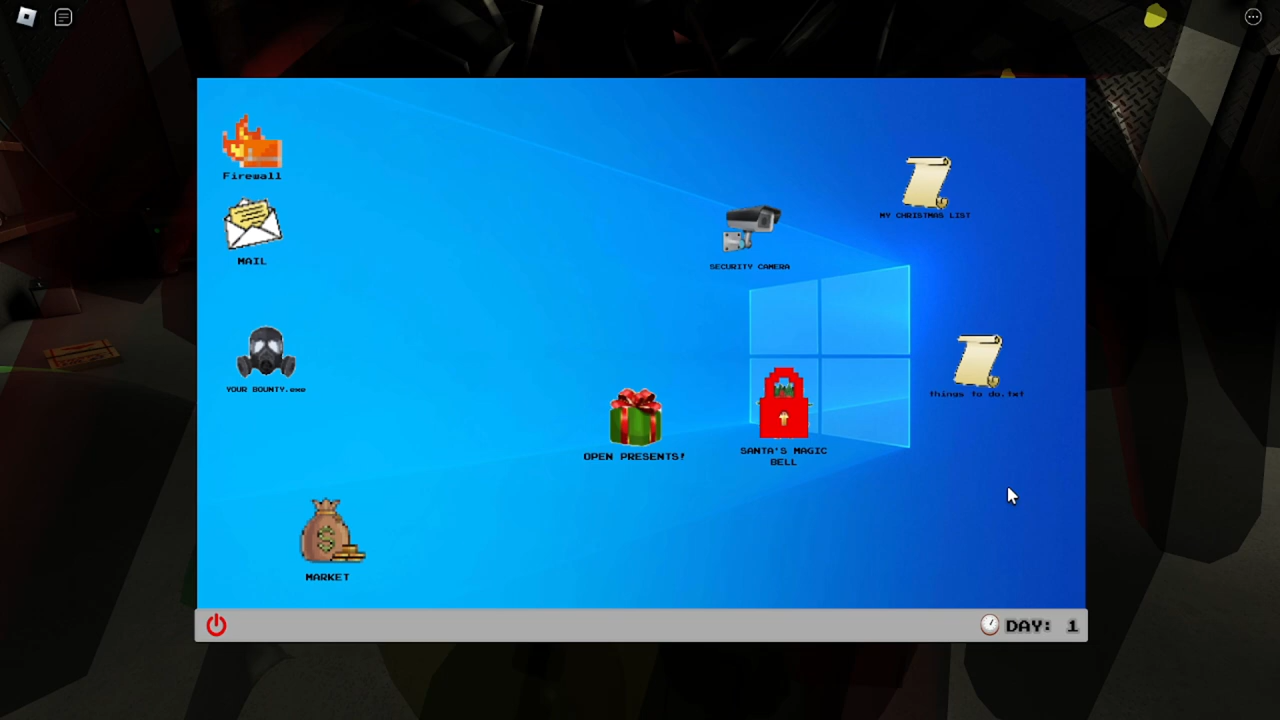 Firewall
MAIL
YOUR BOUNTY.exe
MARKET
OPEN PRESENTS!
SECURITY CAMERA
SANTA'S MAGIC
BELL
MY CHRISTMAS LIST
things to do.txt
DAY: 1